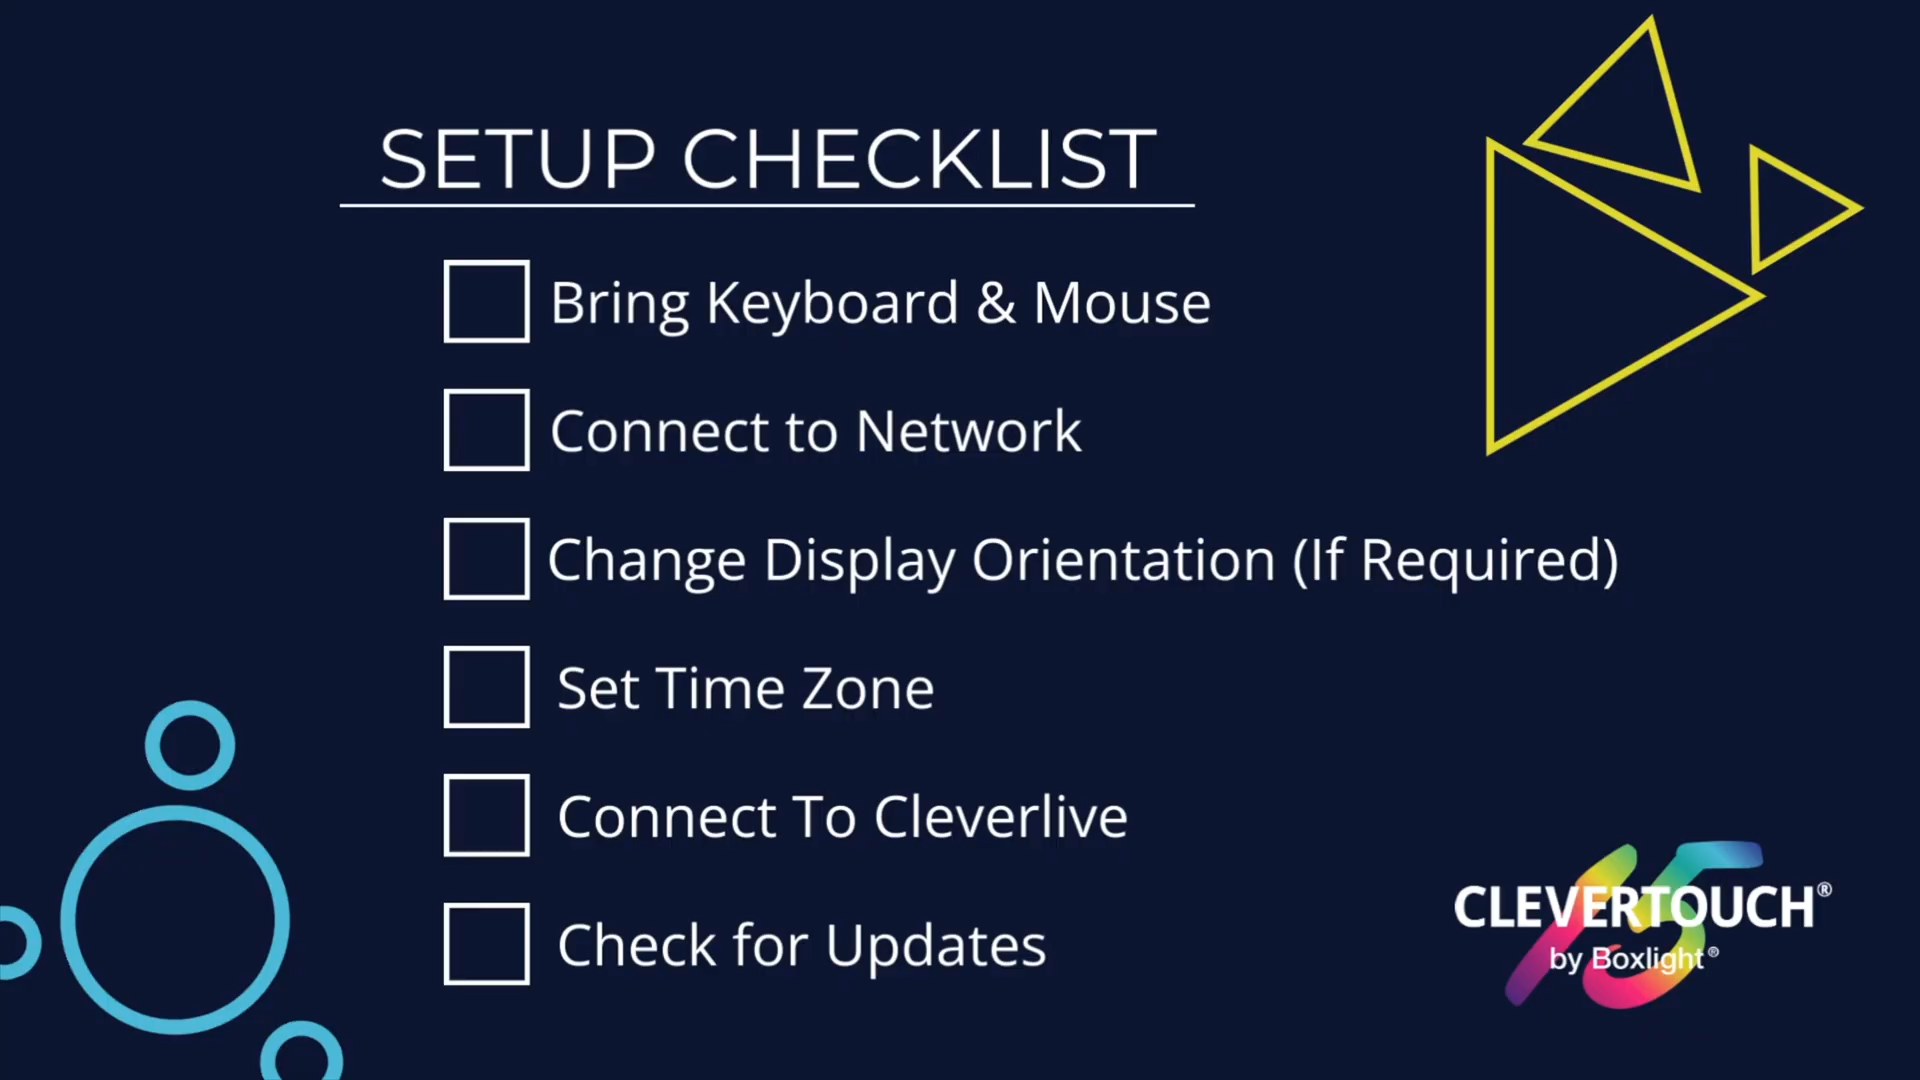 SETUP CHECKLIST
Bring Keyboard & Mouse
Connect to Network
Change Display Orientation (If Required)
Set Time Zone
Connect To Cleverlive
Check for Updates
15
CLEVERTOUCH®
by Boxlight®